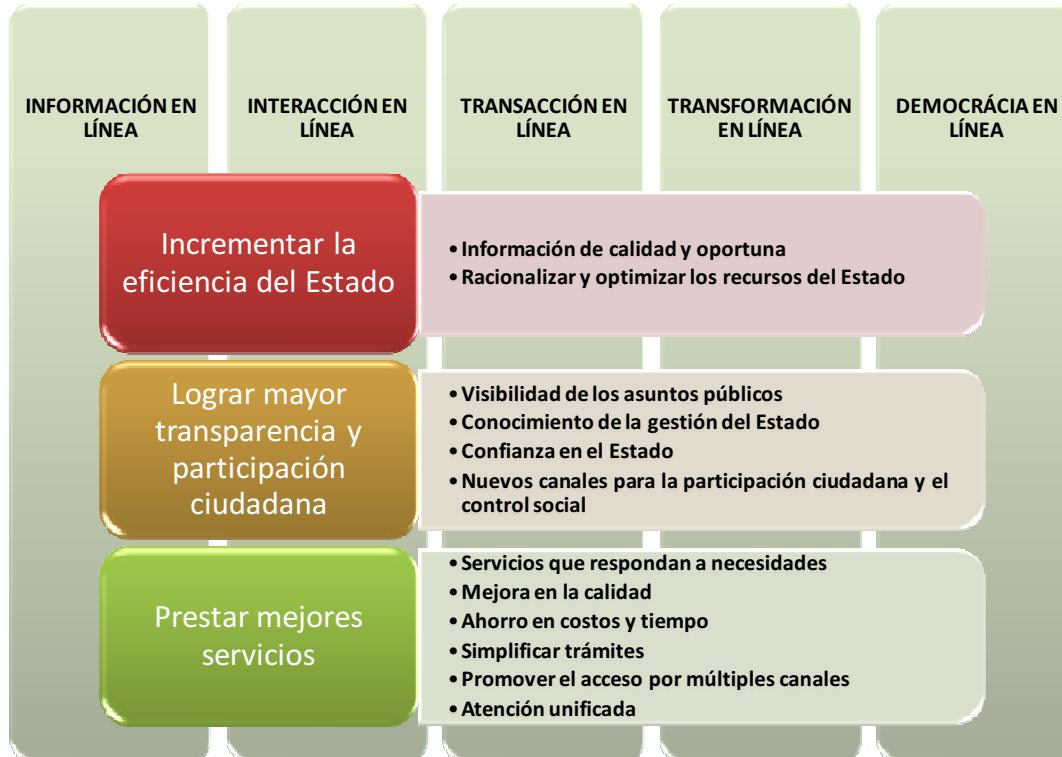 INFORMACIÓN EN
LÍNEA
INTERACCIÓN EN
LÍNEA
TRANSACCIÓN EN
LÍNEA
TRANSFORMACIÓN
EN LÍNEA
DEMOCRÁCIA EN
LÍNEA
Incrementar la
eficiencia del Estado
• Información de calidad y oportuna
• Racionalizar y optimizar los recursos del Estado
Lograr mayor
transparencia y
participación
ciudadana
• Visibilidad de los asuntos públicos
• Conocimiento de la gestión del Estado
• Confianza en el Estado
• Nuevos canales para la participación ciudadana y el
control social
Prestar mejores
servicios
• Servicios que respondan a necesidades
• Mejora en la calidad
• Ahorro en costos y tiempo
• Simplificar trámites
• Promover el acceso por múltiples canales
• Atención unificada